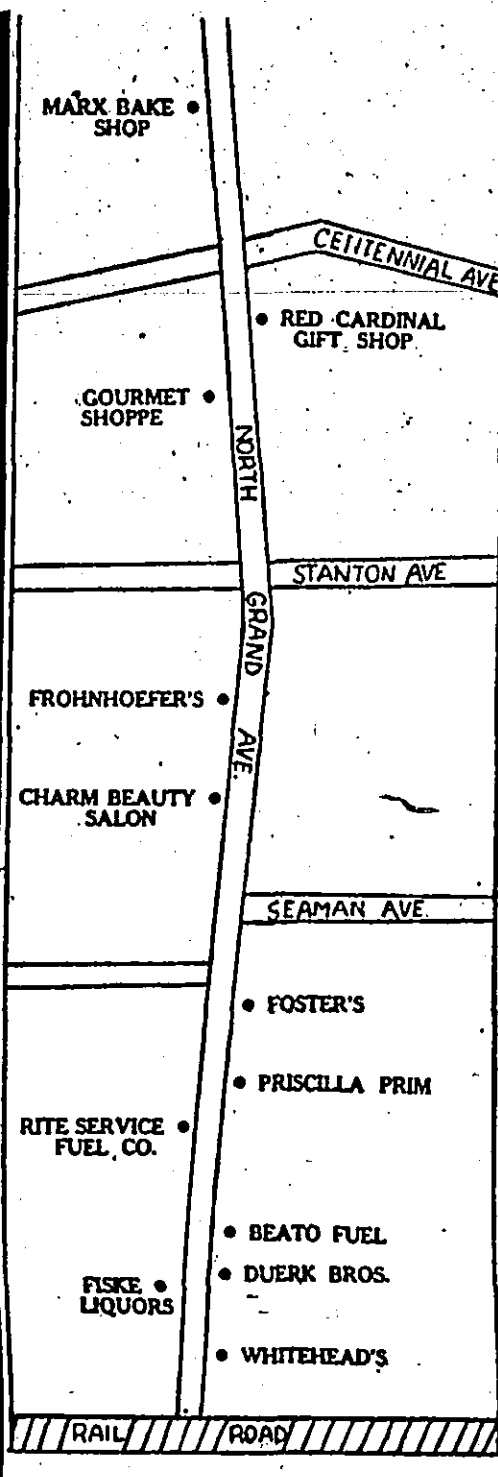 MARX BAKE
SHOP
CENTENNIAL AVE
RED CARDINAL
GIFT SHOP
GOURMET
SHOPPE
NORTH
STANTON AVE
GRAND
FROHNHOEFER'S
AVE.
CHARM BEAUTY
SALON
SEAMAN AVE.
FOSTER'S
PRISCILLA PRIM
RITE SERVICE
FUEL CO.
BEATO FUEL
DUERK BROS.
FISKE
LIQUORS
WHITEHEAD'S
RAIL ROAD